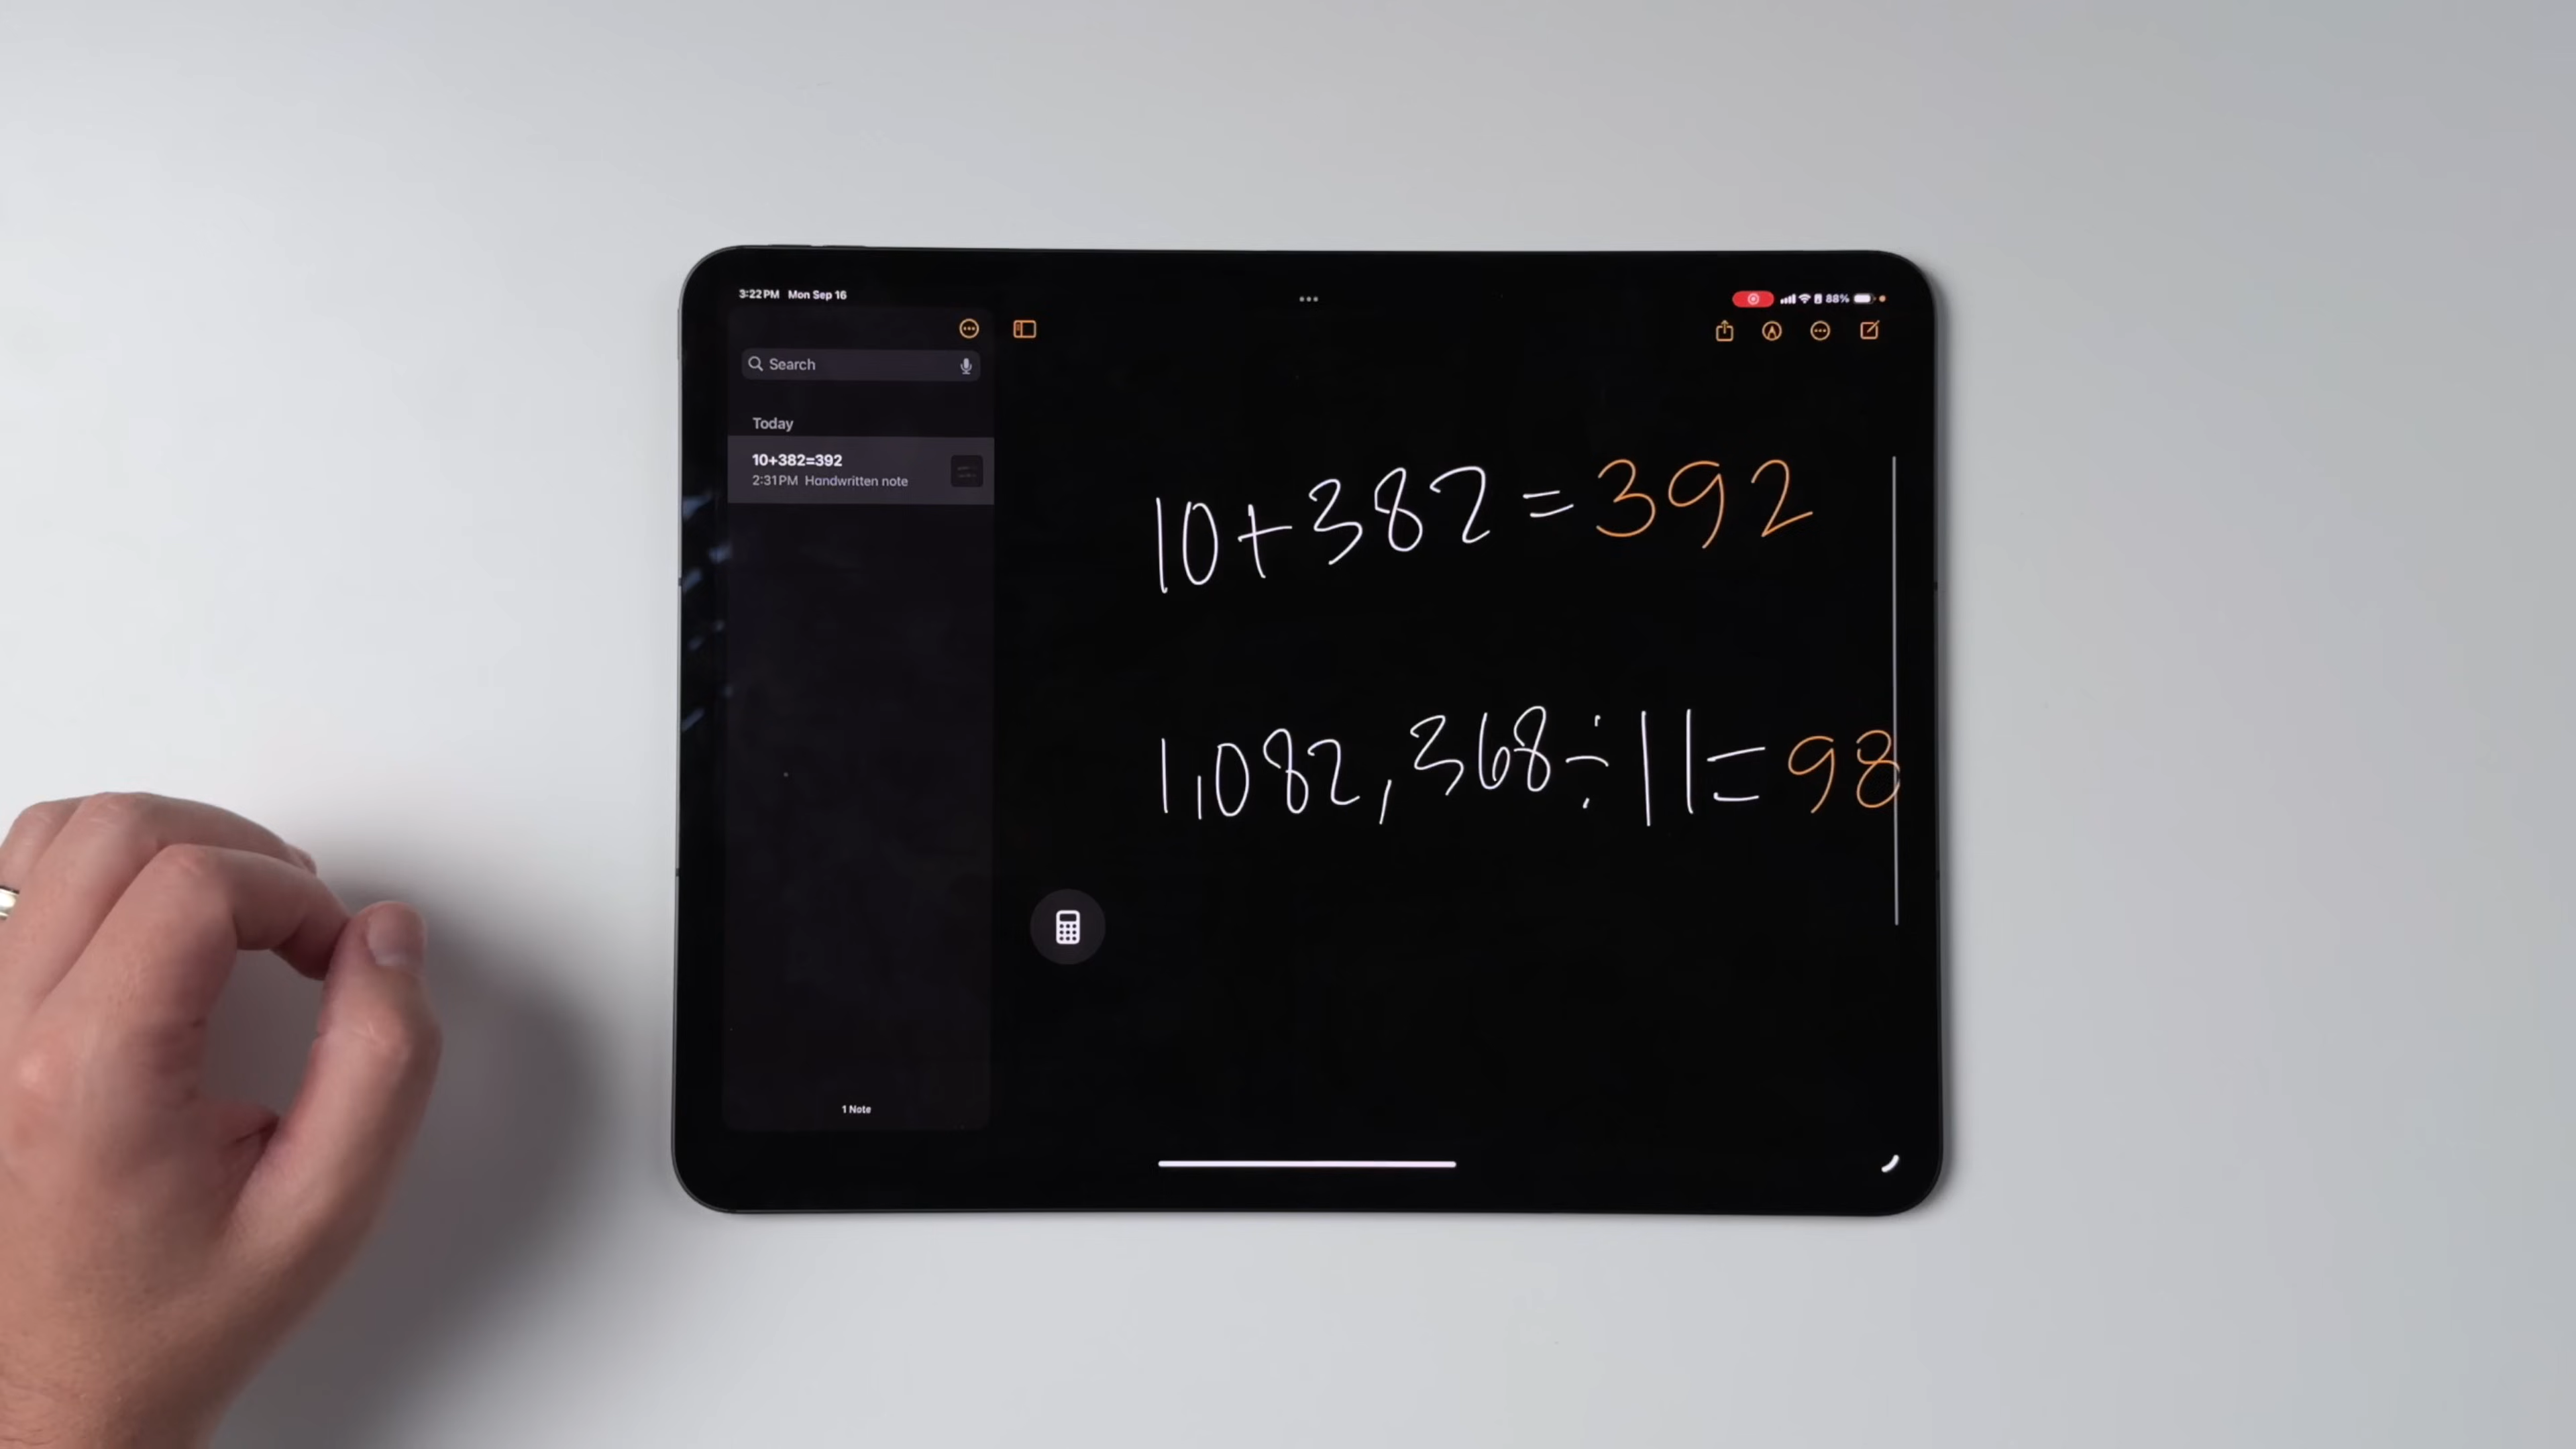 3:22 PM Mon Sep 16
88%
Search
Today
10+382=392
2:31 PM Handwritten note
1 Note
10+382=392
1,082,368÷11=98